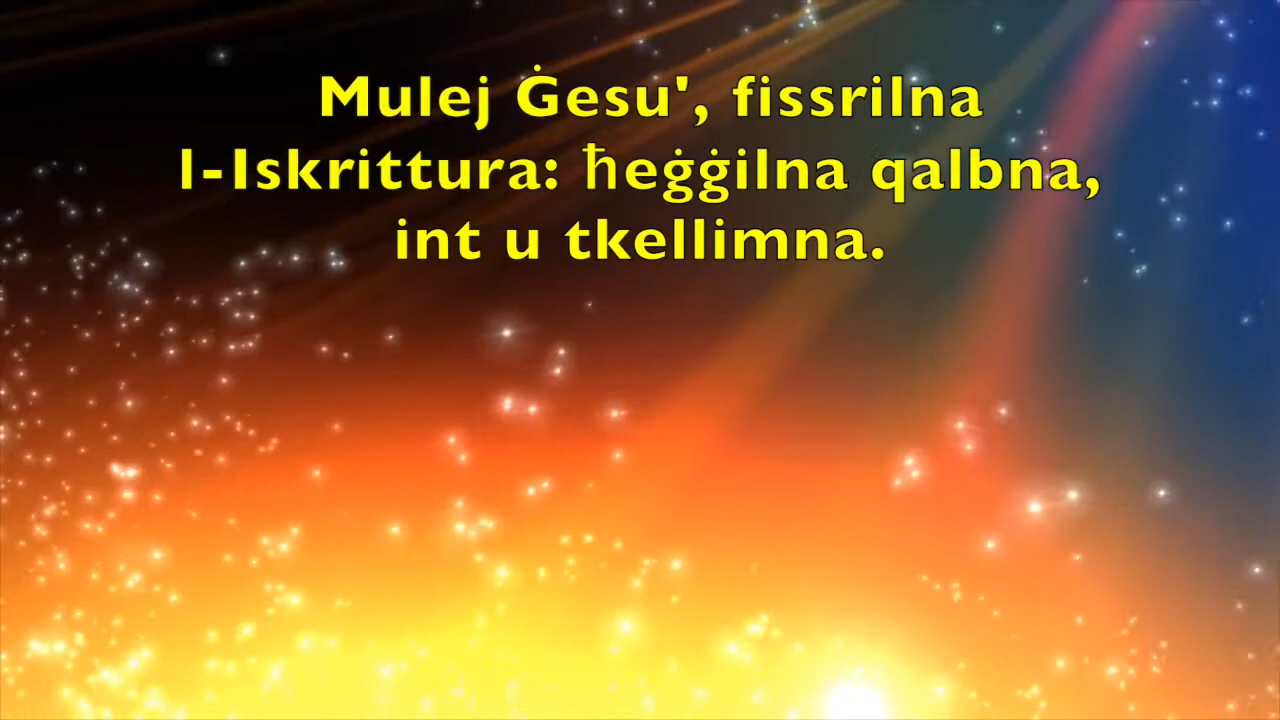 Mulej Ġesu', fissrilna
l-Iskrittura: ħeġġilna qalbna,
int u tkellimna.